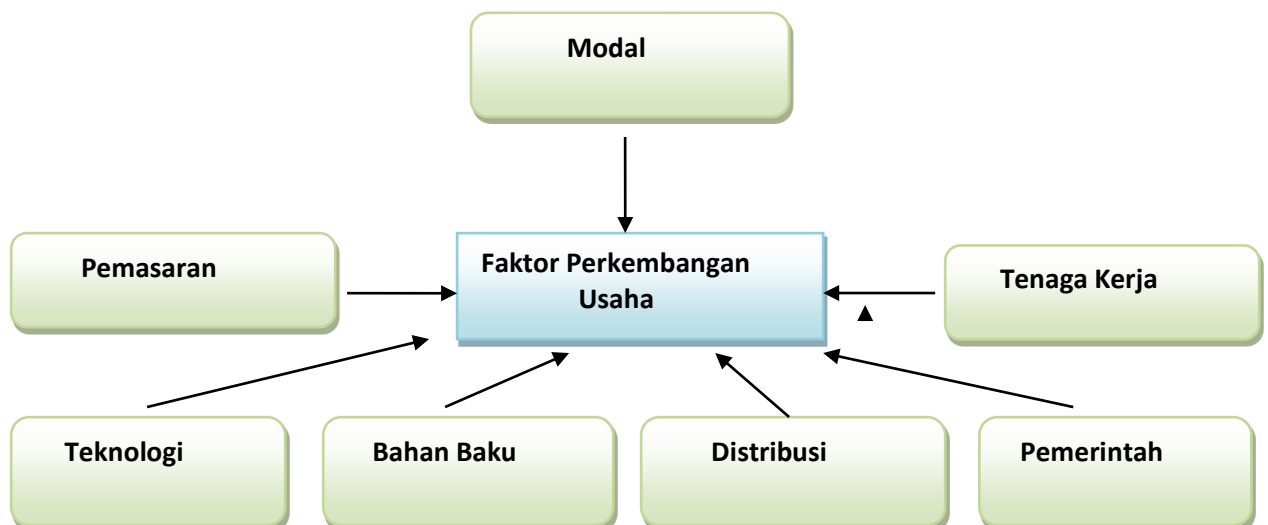 Modal
Pemasaran
Faktor Perkembangan
Usaha
Tenaga Kerja
Teknologi
Bahan Baku
Distribusi
Pemerintah